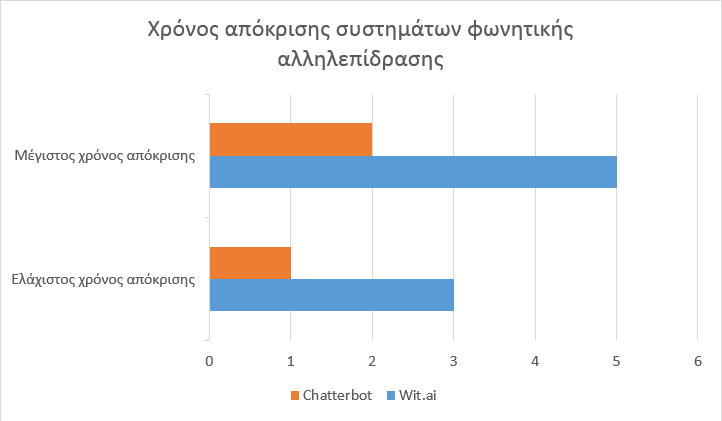 Χρόνος απόκρισης συστημάτων φωνητικής
αλληλεπίδρασης
Μέγιστος χρόνος απόκρισης
Ελάχιστος χρόνος απόκρισης
0 1 2 3 4 5 6
Chatterbot Wit.ai